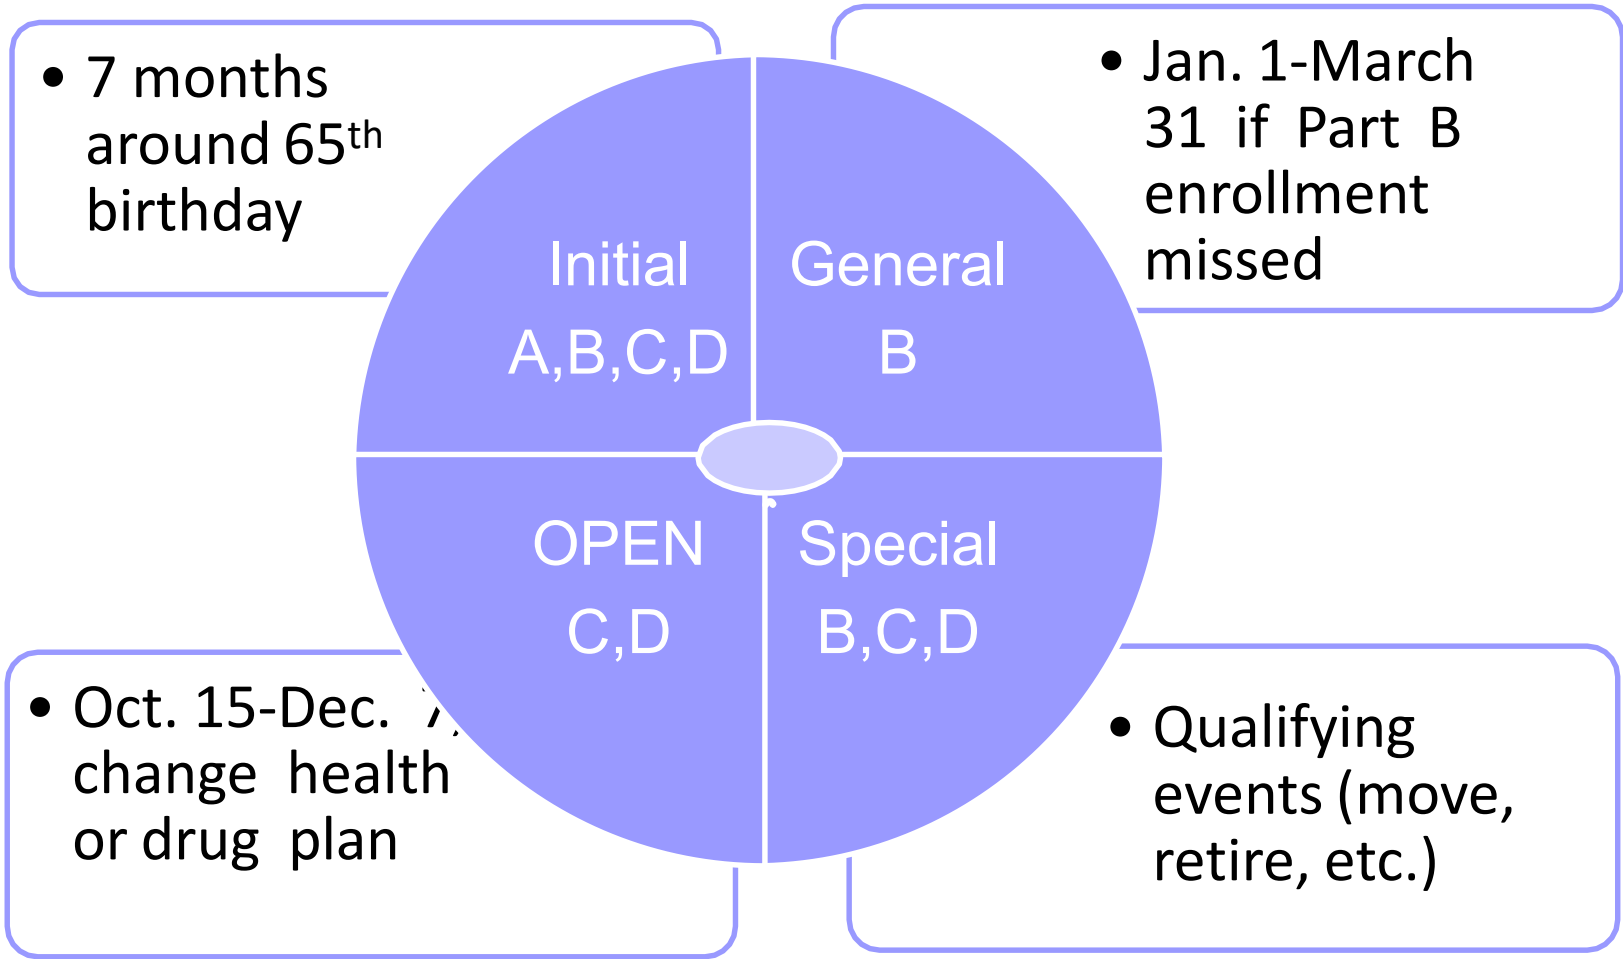 • 7 months
around 65th
birthday
• Jan. 1-March
31 if Part B
enrollment
missed
Initial
A,B,C,D
General
B
OPEN
C,D
Special
B,C,D
• Oct. 15-Dec. 7,
change health
or drug plan
• Qualifying
events (move,
retire, etc.)